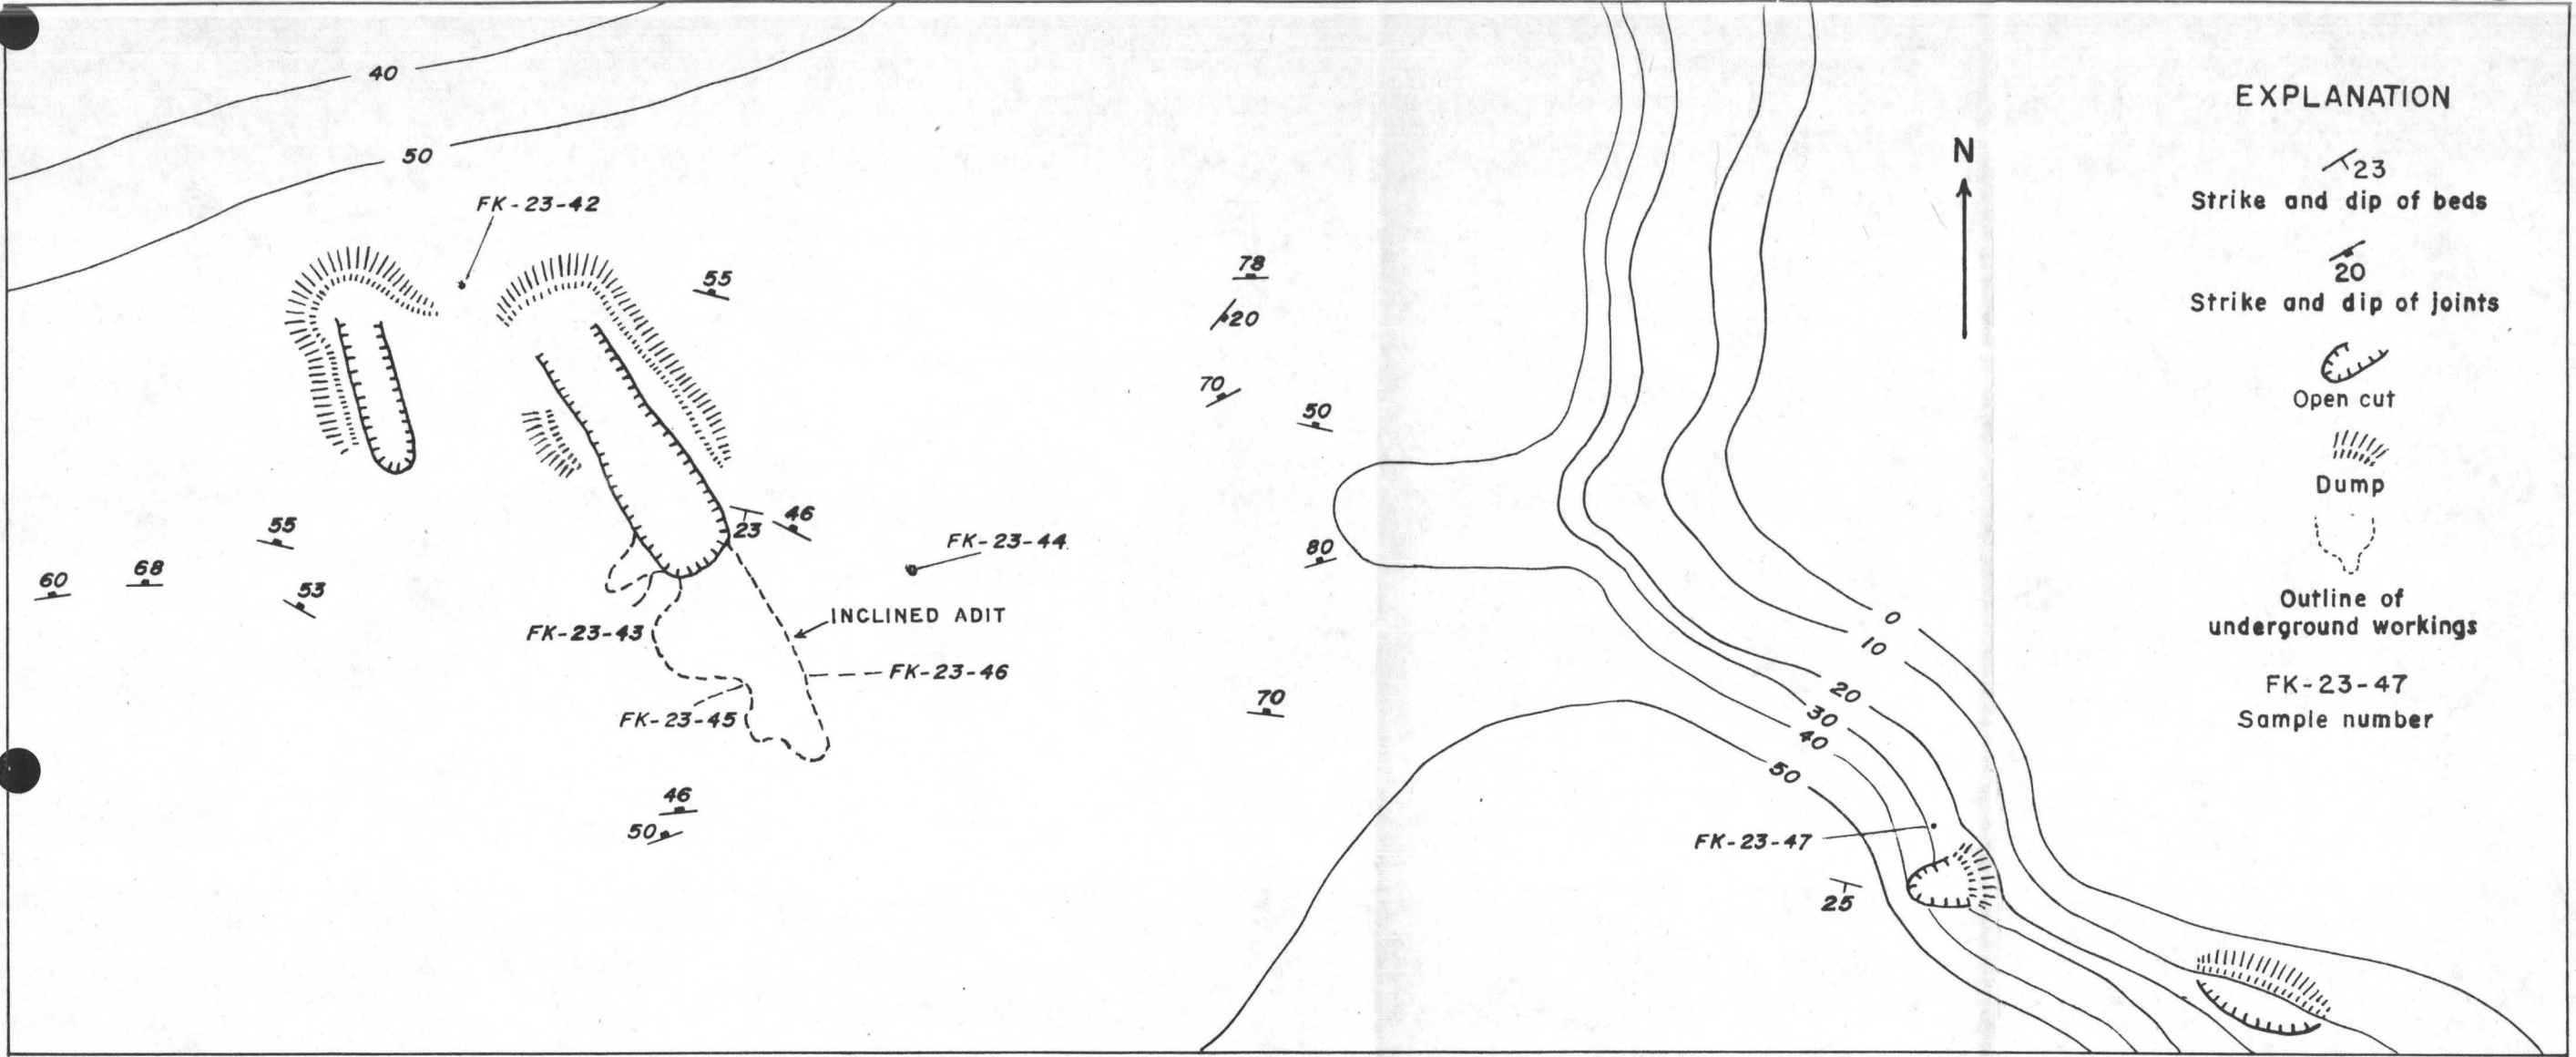 40
50
FK-23-42
55
78
20
70
50
55
23
46
FK-23-44
80
60
68
53
INCLINED ADIT
FK-23-43
FK-23-46
FK-23-45
70
46
50
0
10
20
30
40
50
FK-23-47
25
N
EXPLANATION
23
Strike and dip of beds
20
Strike and dip of joints
Open cut
Dump
Outline of
underground workings
FK-23-47
Sample number